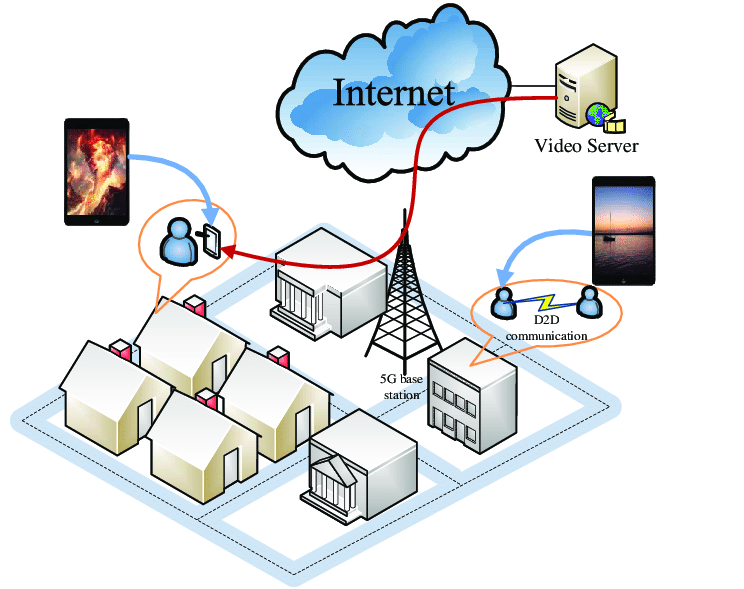 Internet
Video Server
D2D
communication
5G base
station